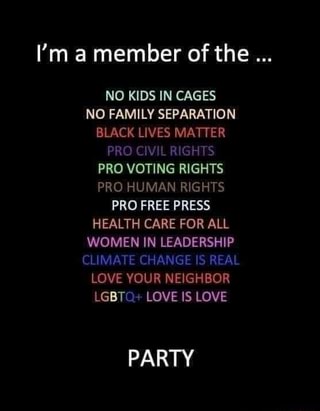 I'm a member of the ...
NO KIDS IN CAGES
NO FAMILY SEPARATION
BLACK LIVES MATTER
PRO CIVIL RIGHTS
PRO VOTING RIGHTS
PRO HUMAN RIGHTS
PRO FREE PRESS
HEALTH CARE FOR ALL
WOMEN IN LEADERSHIP
CLIMATE CHANGE IS REAL
LOVE YOUR NEIGHBOR
LGBTQ+ LOVE IS LOVE
PARTY